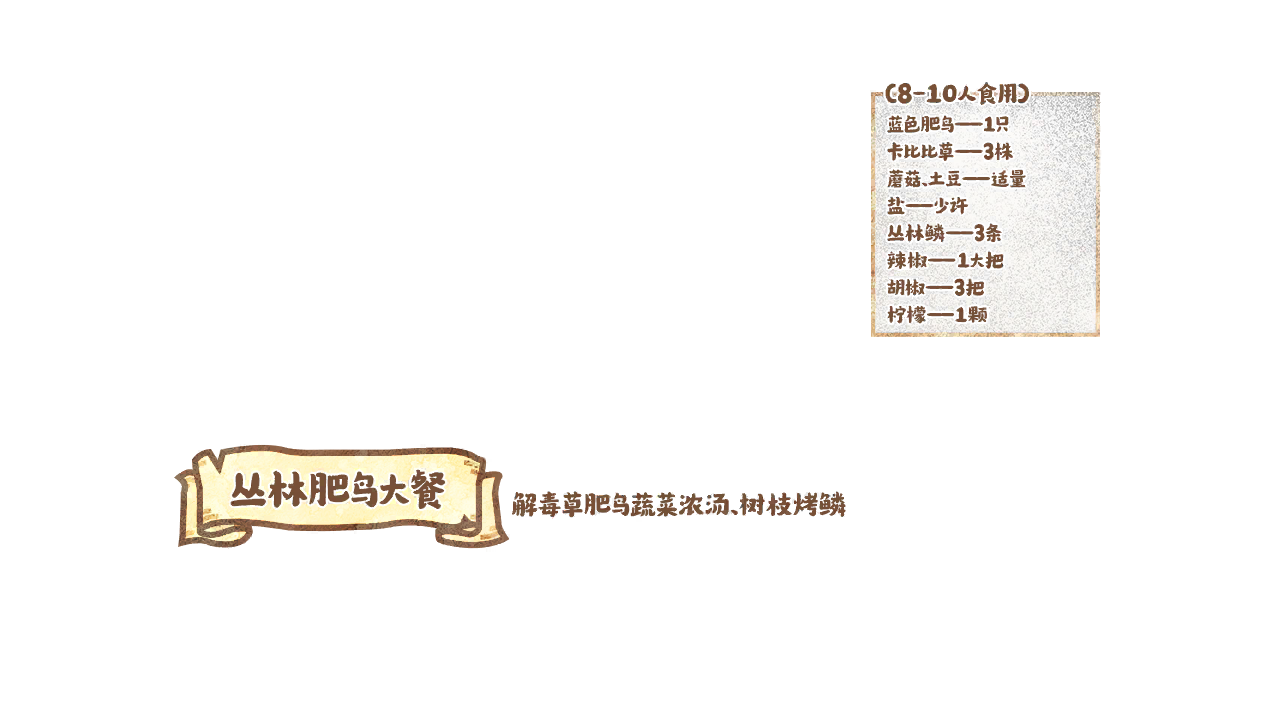 (8-10人食用)
蓝色肥鸟——1只
卡比比草——3株
蘑菇、土豆——适量
盐——少许
丛林鳞——3条
辣椒——1大把
胡椒——3把
柠檬——1颗
丛林肥鸟大餐
解毒草肥鸟蔬菜浓汤、树枝烤鳞